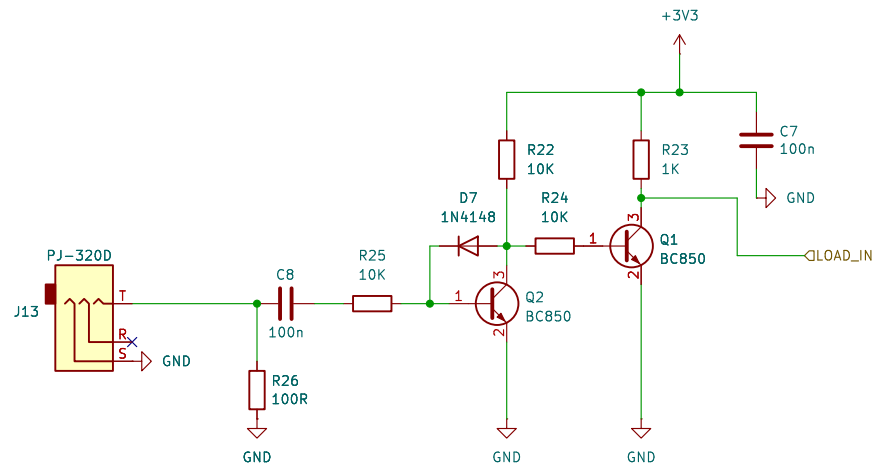 +3V3
C7
100n
GND
R22
10K
R23
1K
D7
1N4148
R24
10K
3
1
Q1
BC850
2
LOAD_IN
PJ-320D
J13
T
R
S
GND
C8
100n
R25
10K
3
1
Q2
BC850
2
R26
100R
GND
GND
GND